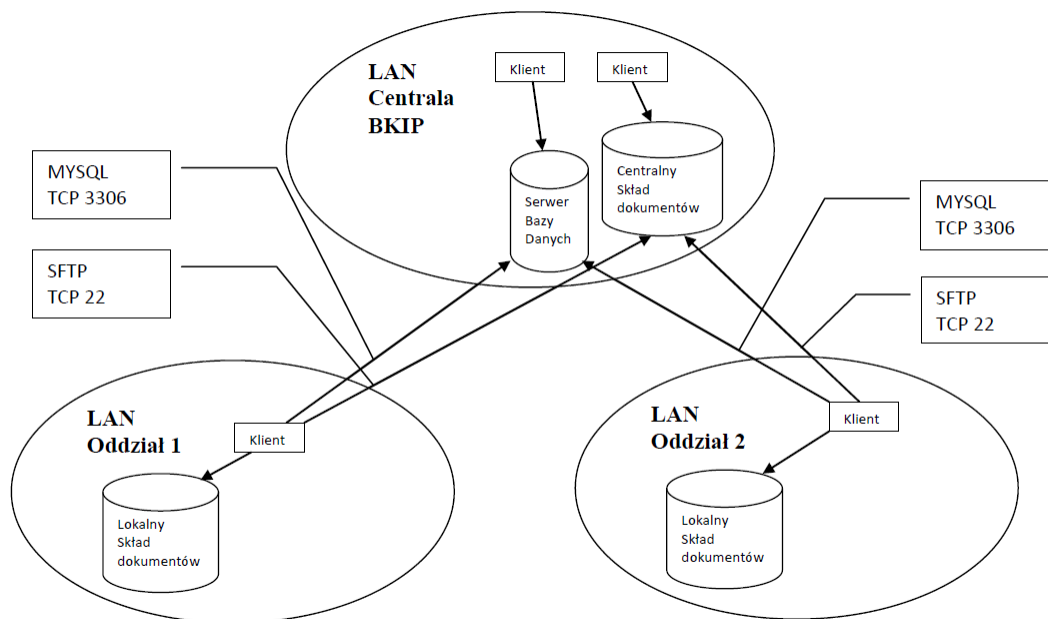 LAN
Centrala
BKIP
Klient
Klient
Serwer
Bazy
Danych
Centralny
Skład
dokumentów
MYSQL
TCP 3306
SFTP
TCP 22
MYSQL
TCP 3306
SFTP
TCP 22
LAN
Oddział 1
Klient
Lokalny
Skład
dokumentów
LAN
Oddział 2
Klient
Lokalny
Skład
dokumentów